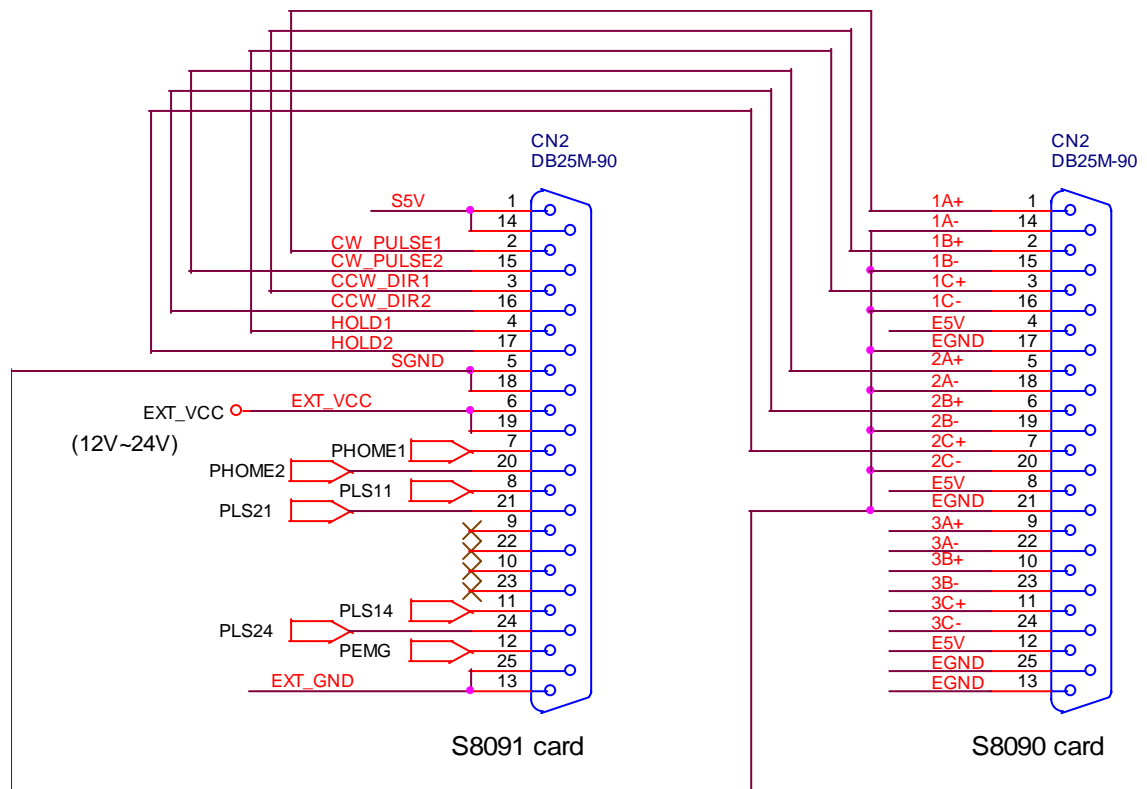 CN2
DB25M-90
S5V 1
14
CW_PULSE1 2
CW_PULSE2 15
CCW_DIR1 3
CCW_DIR2 16
HOLD1 4
HOLD2 17
SGND 5
18
EXT_VCC EXT_VCC 6
(12V~24V)
19
PHOME1 7
PHOME2 20
PLS11 8
PLS21 21
9
22
10
23
PLS14 11
PLS24 24
PEMG 12
25
EXT_GND 13
S8091 card
CN2
DB25M-90
1A+ 1
1A- 14
1B+ 2
1B- 15
1C+ 3
1C- 16
E5V 4
EGND 17
2A+ 5
2A- 18
2B+ 6
2B- 19
2C+ 7
2C- 20
E5V 8
EGND 21
3A+ 9
3A- 22
3B+ 10
3B- 23
3C+ 11
3C- 24
E5V 12
EGND 25
EGND 13
S8090 card